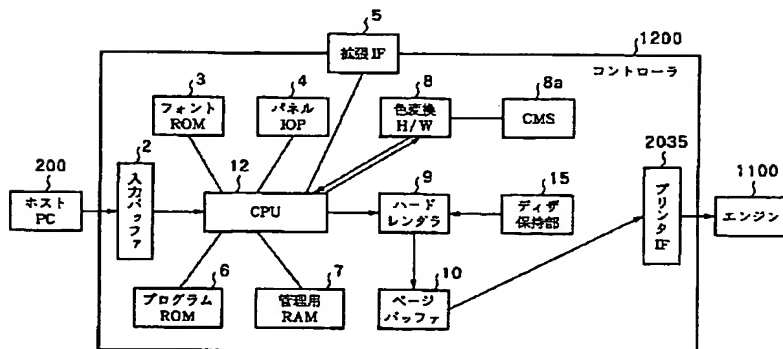 5
拡張IF
1200
コントローラ
3
フォント
ROM
4
パネル
IOP
8
色変換
H/W
8a
CMS
200
ホスト
PC
2
入力バッファ
12
CPU
9
ハード
レンダラ
15
ディザ
保持部
2035
プリンタIF
1100
エンジン
6
プログラム
ROM
7
管理用
RAM
10
ページ
バッファ